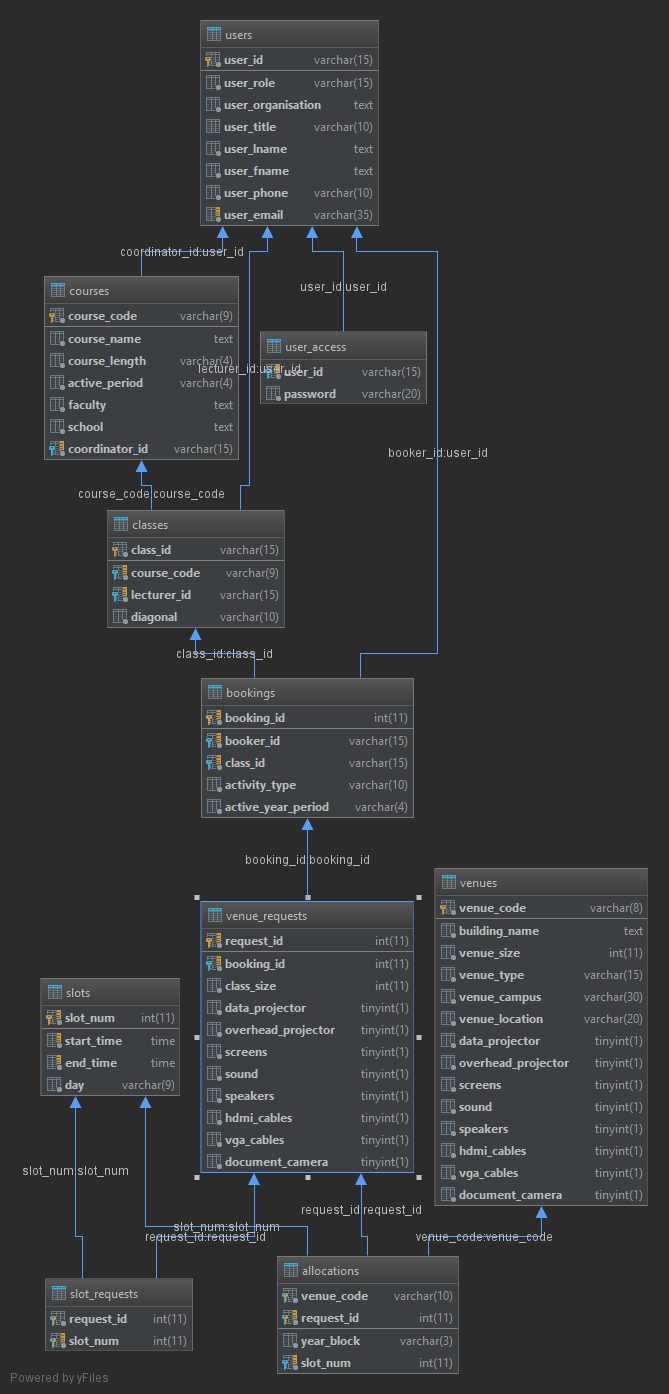 users
user_id varchar(15)
user_role varchar(15)
user_organisation text
user_title varchar(10)
user_lname text
user_fname text
user_phone varchar(10)
user_email varchar(35)
coordinator_id:user_id
user_id:user_id
courses
course_code varchar(9)
course_name text
course_length varchar(4)
active_period varchar(4)
faculty text
school text
coordinator_id varchar(15)
user_access
user_id varchar(15)
password varchar(20)
lecturer_id:user_id
booker_id:user_id
course_code:course_code
classes
class_id varchar(15)
course_code varchar(9)
lecturer_id varchar(15)
diagonal varchar(10)
class_id:class_id
bookings
booking_id int(11)
booker_id varchar(15)
class_id varchar(15)
activity_type varchar(10)
active_year_period varchar(4)
booking_id:booking_id
venue_requests
request_id int(11)
booking_id int(11)
class_size int(11)
data_projector tinyint(1)
overhead_projector tinyint(1)
screens tinyint(1)
sound tinyint(1)
speakers tinyint(1)
hdmi_cables tinyint(1)
vga_cables tinyint(1)
document_camera tinyint(1)
venues
venue_code varchar(8)
building_name text
venue_size int(11)
venue_type varchar(15)
venue_campus varchar(30)
venue_location varchar(20)
data_projector tinyint(1)
overhead_projector tinyint(1)
screens tinyint(1)
sound tinyint(1)
speakers tinyint(1)
hdmi_cables tinyint(1)
vga_cables tinyint(1)
document_camera tinyint(1)
slots
slot_num int(11)
start_time time
end_time time
day varchar(9)
slot_num:slot_num
request_id:request_id
slot_num:slot_num
request_id:request_id
venue_code:venue_code
slot_requests
request_id int(11)
slot_num int(11)
allocations
venue_code varchar(10)
request_id int(11)
year_block varchar(3)
slot_num int(11)
Powered by yFiles